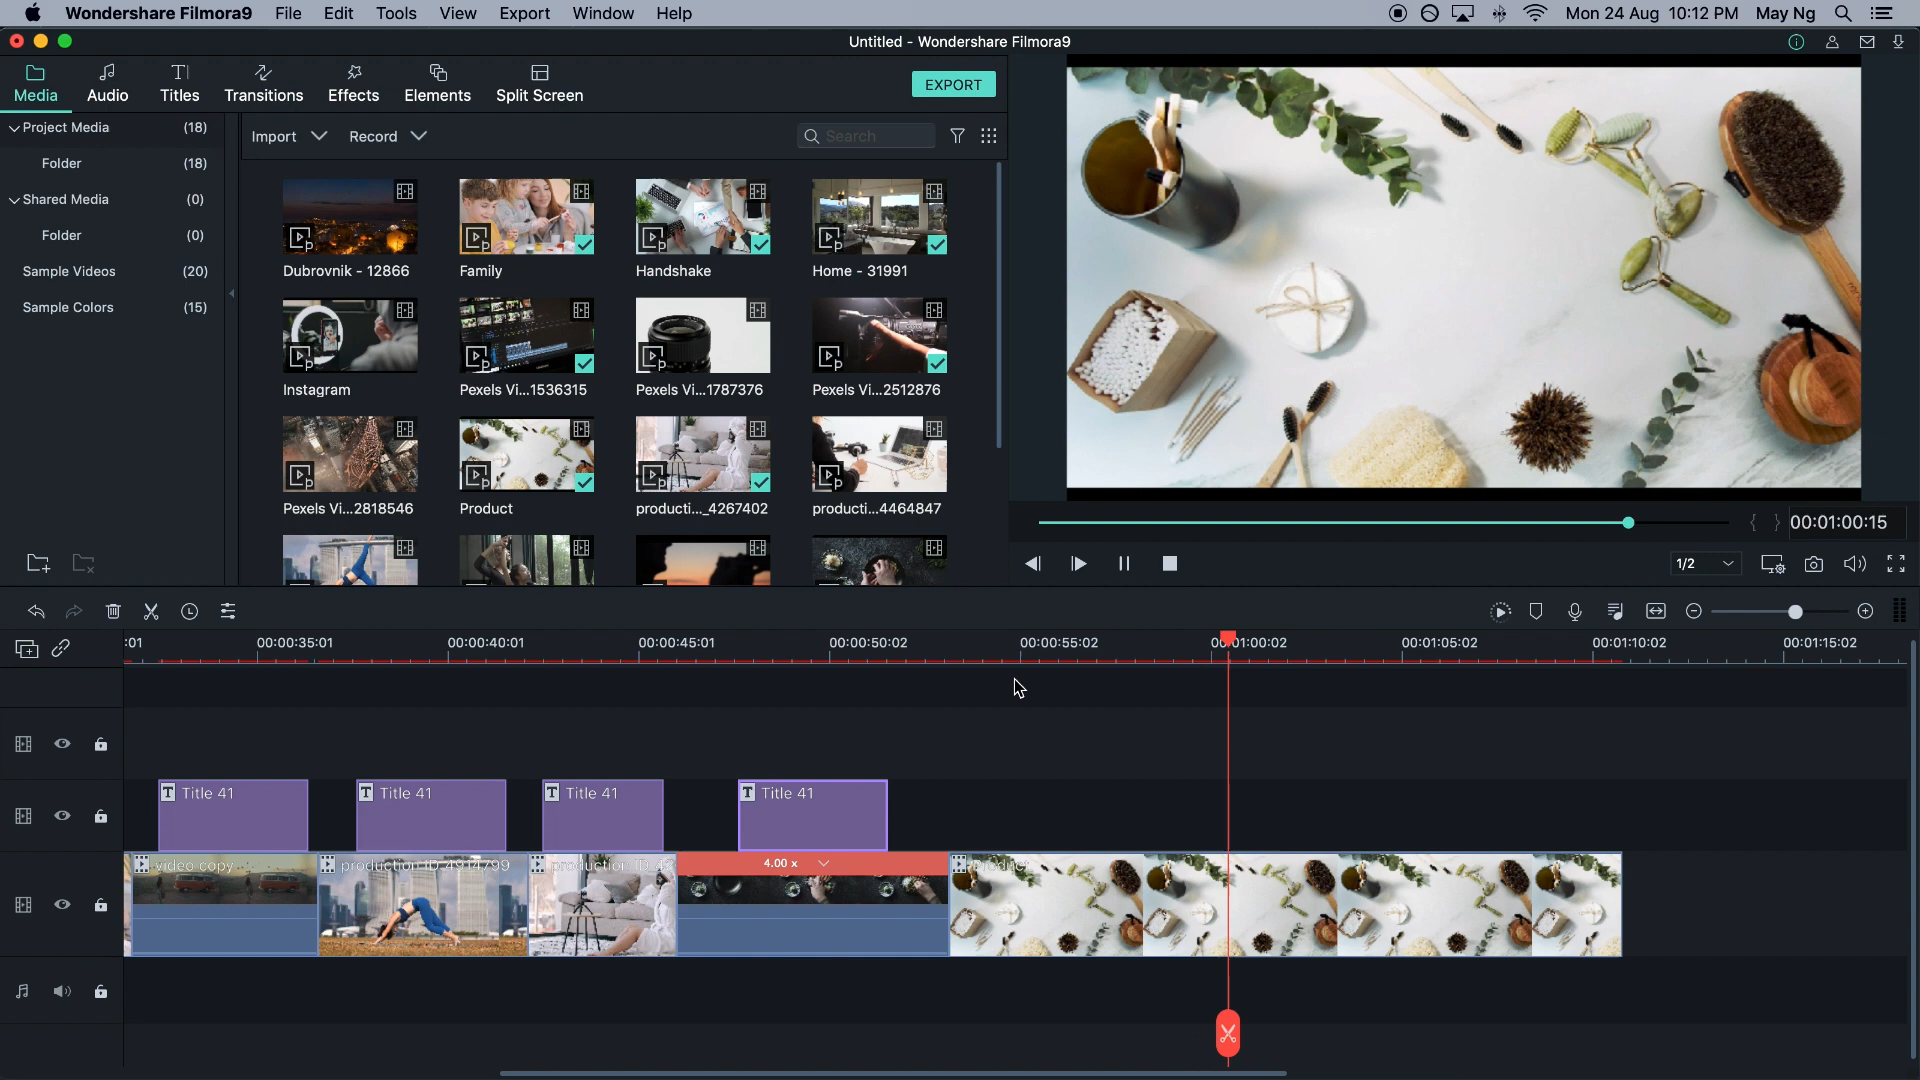 Wondershare Filmora9 File Edit Tools View Export Window Help
Mon 24 Aug 10:12 PM May Ng
Untitled - Wondershare Filmora9
Media Audio Titles Transitions Effects Elements Split Screen
EXPORT
Project Media (18)
Folder (18)
Shared Media (0)
Folder (0)
Sample Videos (20)
Sample Colors (15)
Import Record Search
Dubrovnik - 12866 Family Handshake Home - 31991
Instagram Pexels Vi...1536315 Pexels Vi...1787376 Pexels Vi...2512876
Pexels Vi...2818546 Product producti..._4267402 producti...4464847
00:01:00:15
1/2
:01 00:00:35:01 00:00:40:01 00:00:45:01 00:00:50:02 00:00:55:02 00:01:00:02 00:01:05:02 00:01:10:02 00:01:15:02
T Title 41 T Title 41 T Title 41 T Title 41
video copy production ID 4914799 production ID 4.00 x Product